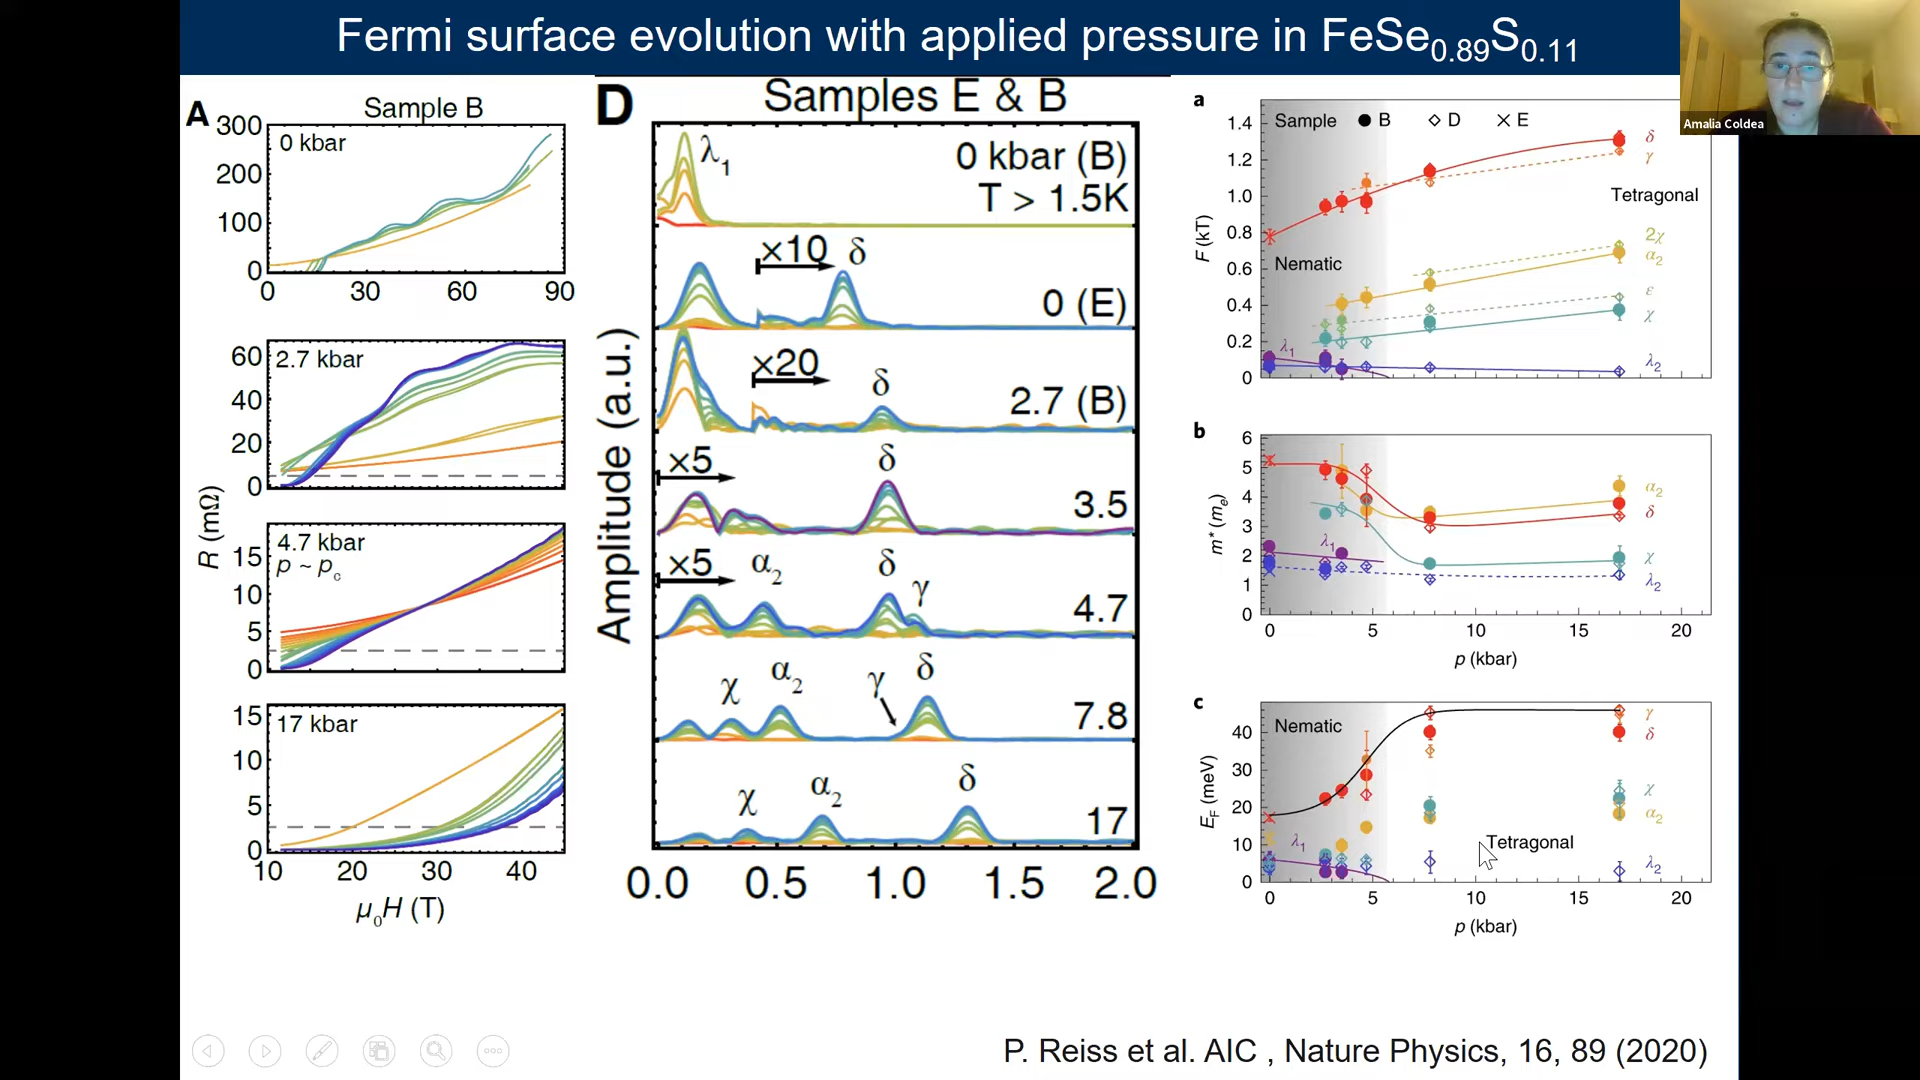 Fermi surface evolution with applied pressure in FeSe0.89S0.11
Amalia Coldea
A
Sample B
0 kbar
300
200
100
0
0 30 60 90
2.7 kbar
60
40
20
0
4.7 kbar
p ~ pc
15
10
5
0
17 kbar
15
10
5
0
10 20 30 40
R (mΩ)
μ0H (T)
D
Samples E & B
λ1
0 kbar (B)
T > 1.5K
×10
δ
0 (E)
×20
δ
2.7 (B)
×5
δ
3.5
×5
α2
δ
γ
4.7
χ
α2
γ
δ
7.8
χ
α2
δ
17
Amplitude (a.u.)
0.0 0.5 1.0 1.5 2.0
a
Sample B D E
1.4
1.2
1.0
0.8
0.6
0.4
0.2
0
F (kT)
Nematic
Tetragonal
δ
γ
2χ
α2
ε
χ
λ1
λ2
b
6
5
4
3
2
1
0
m* (me)
α2
δ
χ
λ1
λ2
0 5 10 15 20
p (kbar)
c
Nematic
40
30
20
10
0
EF (meV)
γ
δ
χ
α2
Tetragonal
λ1
λ2
0 5 10 15 20
p (kbar)
P. Reiss et al. AIC , Nature Physics, 16, 89 (2020)